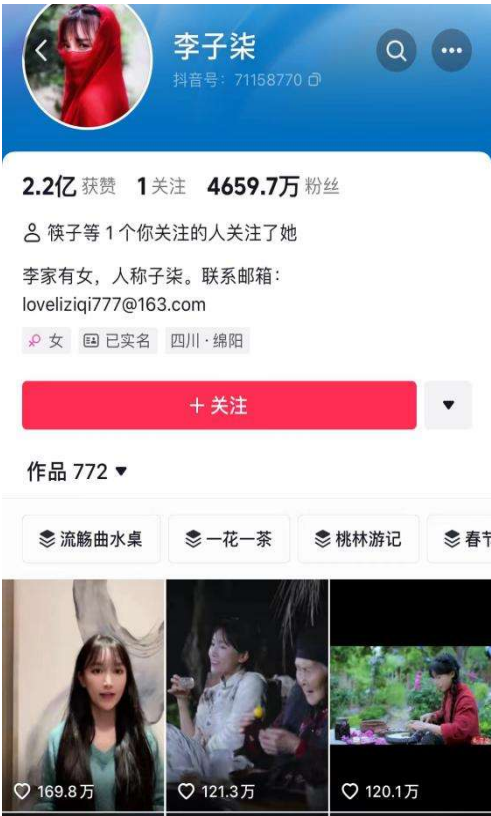 李子柒
抖音号：71158770
2.2亿 获赞 1 关注 4659.7万 粉丝
筷子等 1 个你关注的人关注了她
李家有女，人称子柒。联系邮箱：
loveliziqi777@163.com
女 已实名 四川·绵阳
＋关注
作品 772
流觞曲水桌 一花一茶 桃林游记 春节
169.8万 121.3万 120.1万